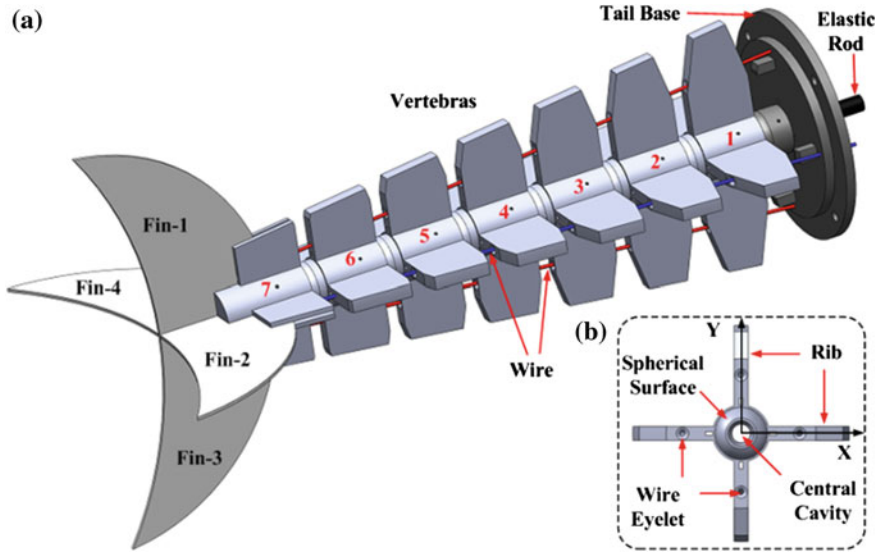 (a)
Tail Base
Elastic
Rod
Vertebras
1
2
3
4
5
6
7
Fin-1
Fin-4
Fin-2
Fin-3
Wire
(b)
Y
Rib
Spherical
Surface
X
Wire
Eyelet
Central
Cavity